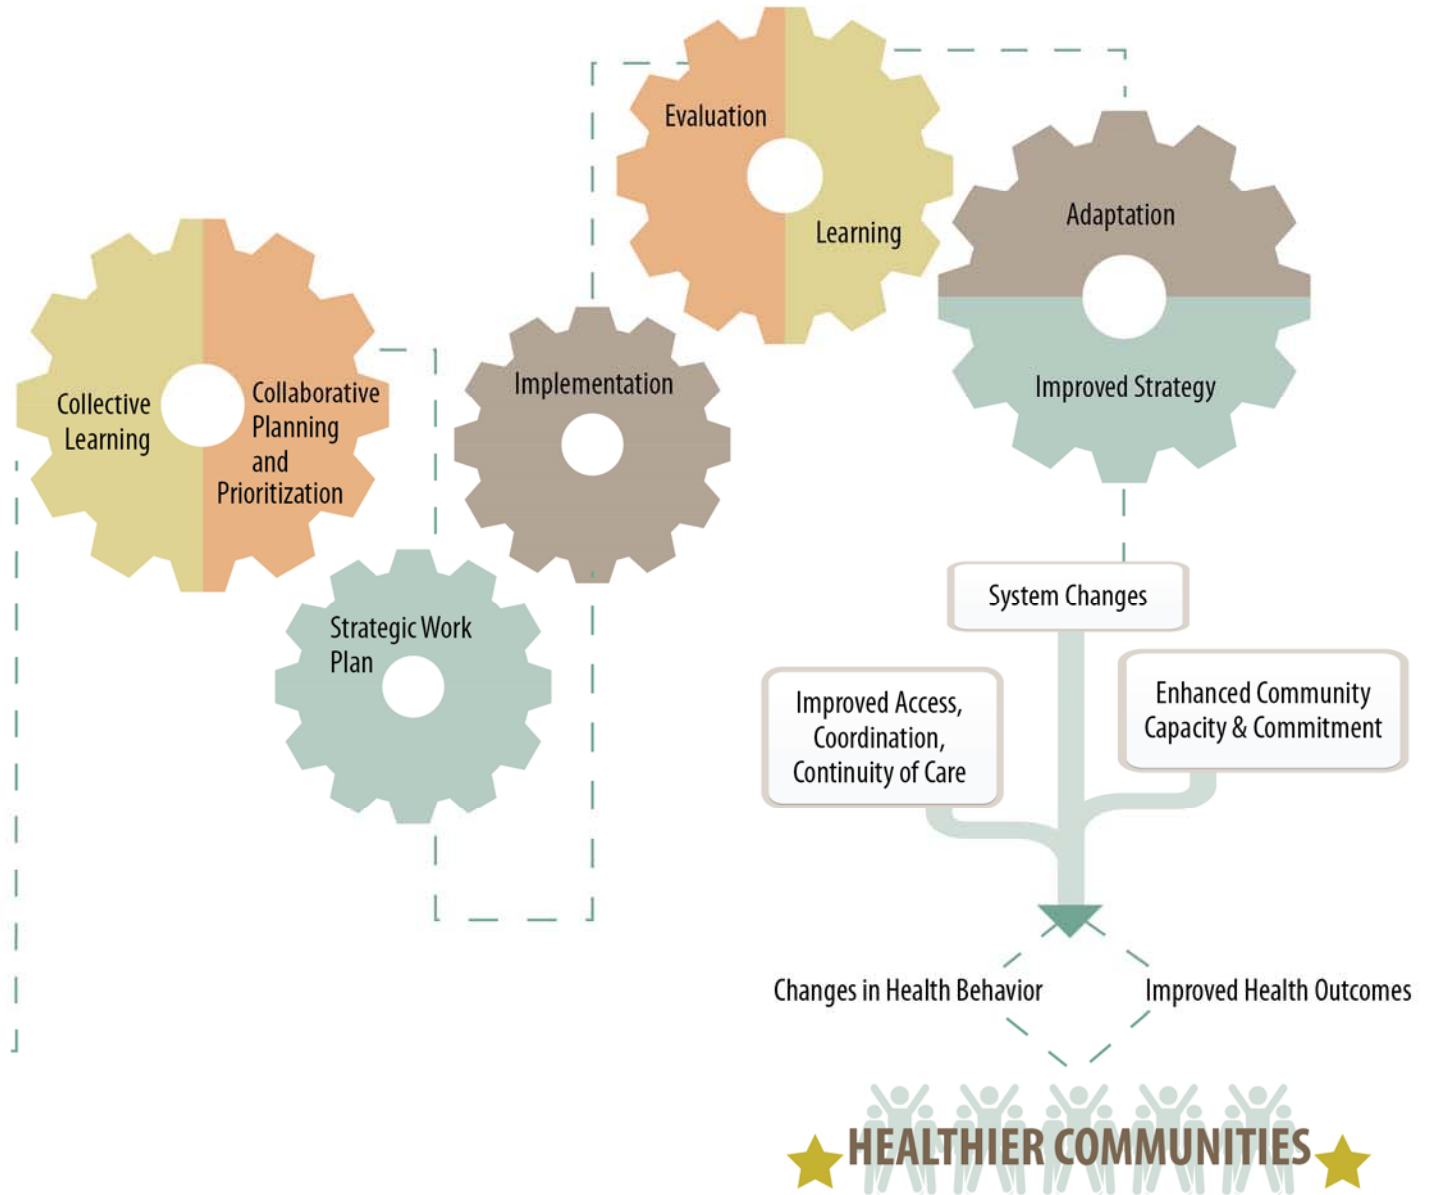 Collective
Learning
Collaborative
Planning
and
Prioritization
Strategic Work
Plan
Implementation
Evaluation
Learning
Adaptation
Improved Strategy
System Changes
Improved Access,
Coordination,
Continuity of Care
Enhanced Community
Capacity & Commitment
Changes in Health Behavior
Improved Health Outcomes
HEALTHIER COMMUNITIES